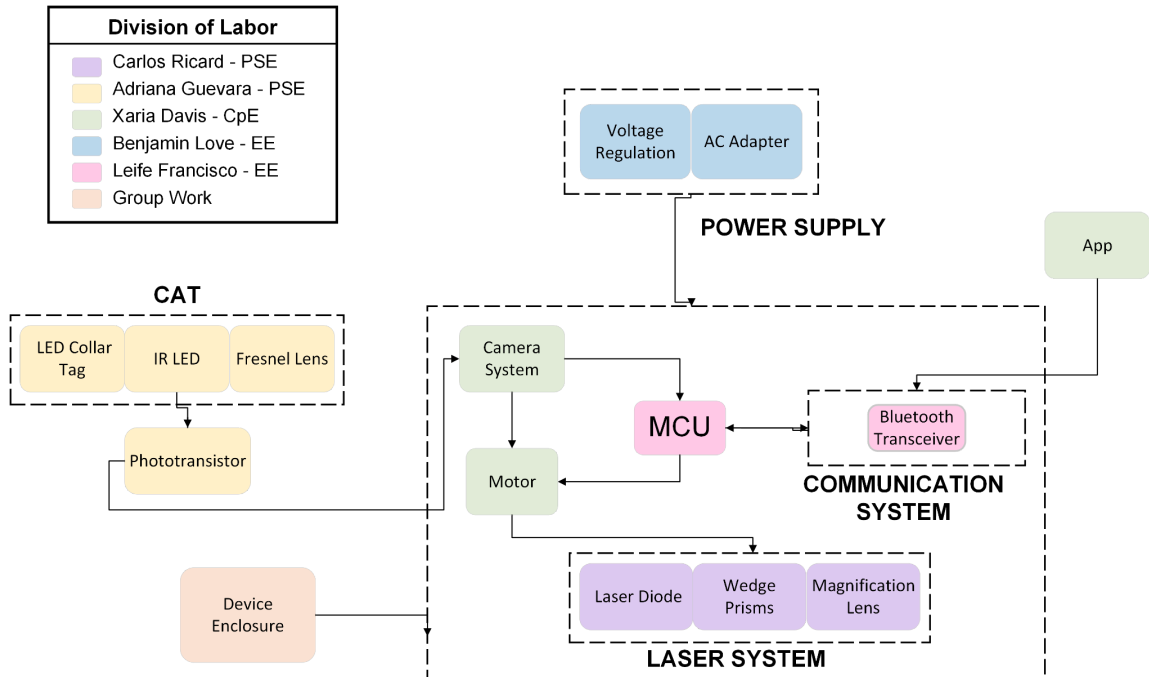 Division of Labor
Carlos Ricard - PSE
Adriana Guevara - PSE
Xaria Davis - CpE
Benjamin Love - EE
Leife Francisco - EE
Group Work
Voltage
Regulation
AC Adapter
POWER SUPPLY
App
CAT
LED Collar
Tag
IR LED
Fresnel Lens
Phototransistor
Camera
System
MCU
Bluetooth
Transceiver
COMMUNICATION
SYSTEM
Motor
Device
Enclosure
Laser Diode
Wedge
Prisms
Magnification
Lens
LASER SYSTEM